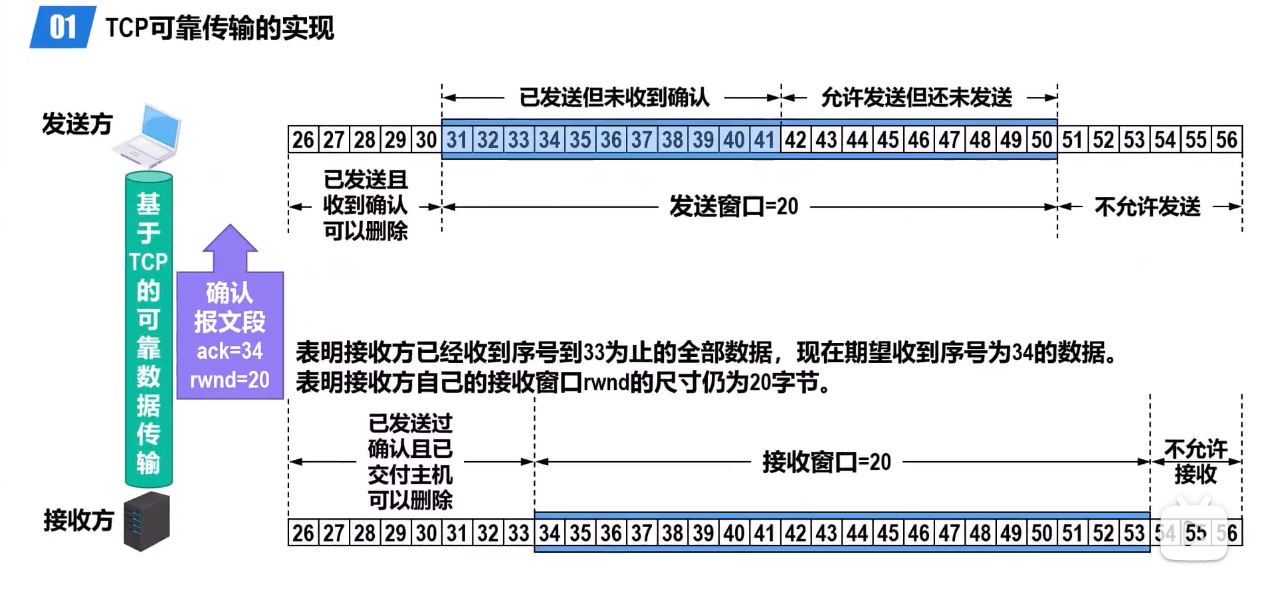 01 TCP可靠传输的实现
已发送但未收到确认 允许发送但还未发送
发送方
26 27 28 29 30 31 32 33 34 35 36 37 38 39 40 41 42 43 44 45 46 47 48 49 50 51 52 53 54 55 56
已发送且
收到确认
可以删除
发送窗口=20
不允许发送
基于TCP的可靠数据传输
确认
报文段
ack=34
rwnd=20
表明接收方已经收到序号到33为止的全部数据，现在期望收到序号为34的数据。
表明接收方自己的接收窗口rwnd的尺寸仍为20字节。
已发送过
确认且已
交付主机
可以删除
接收窗口=20
不允许
接收
接收方
26 27 28 29 30 31 32 33 34 35 36 37 38 39 40 41 42 43 44 45 46 47 48 49 50 51 52 53 54 55 56